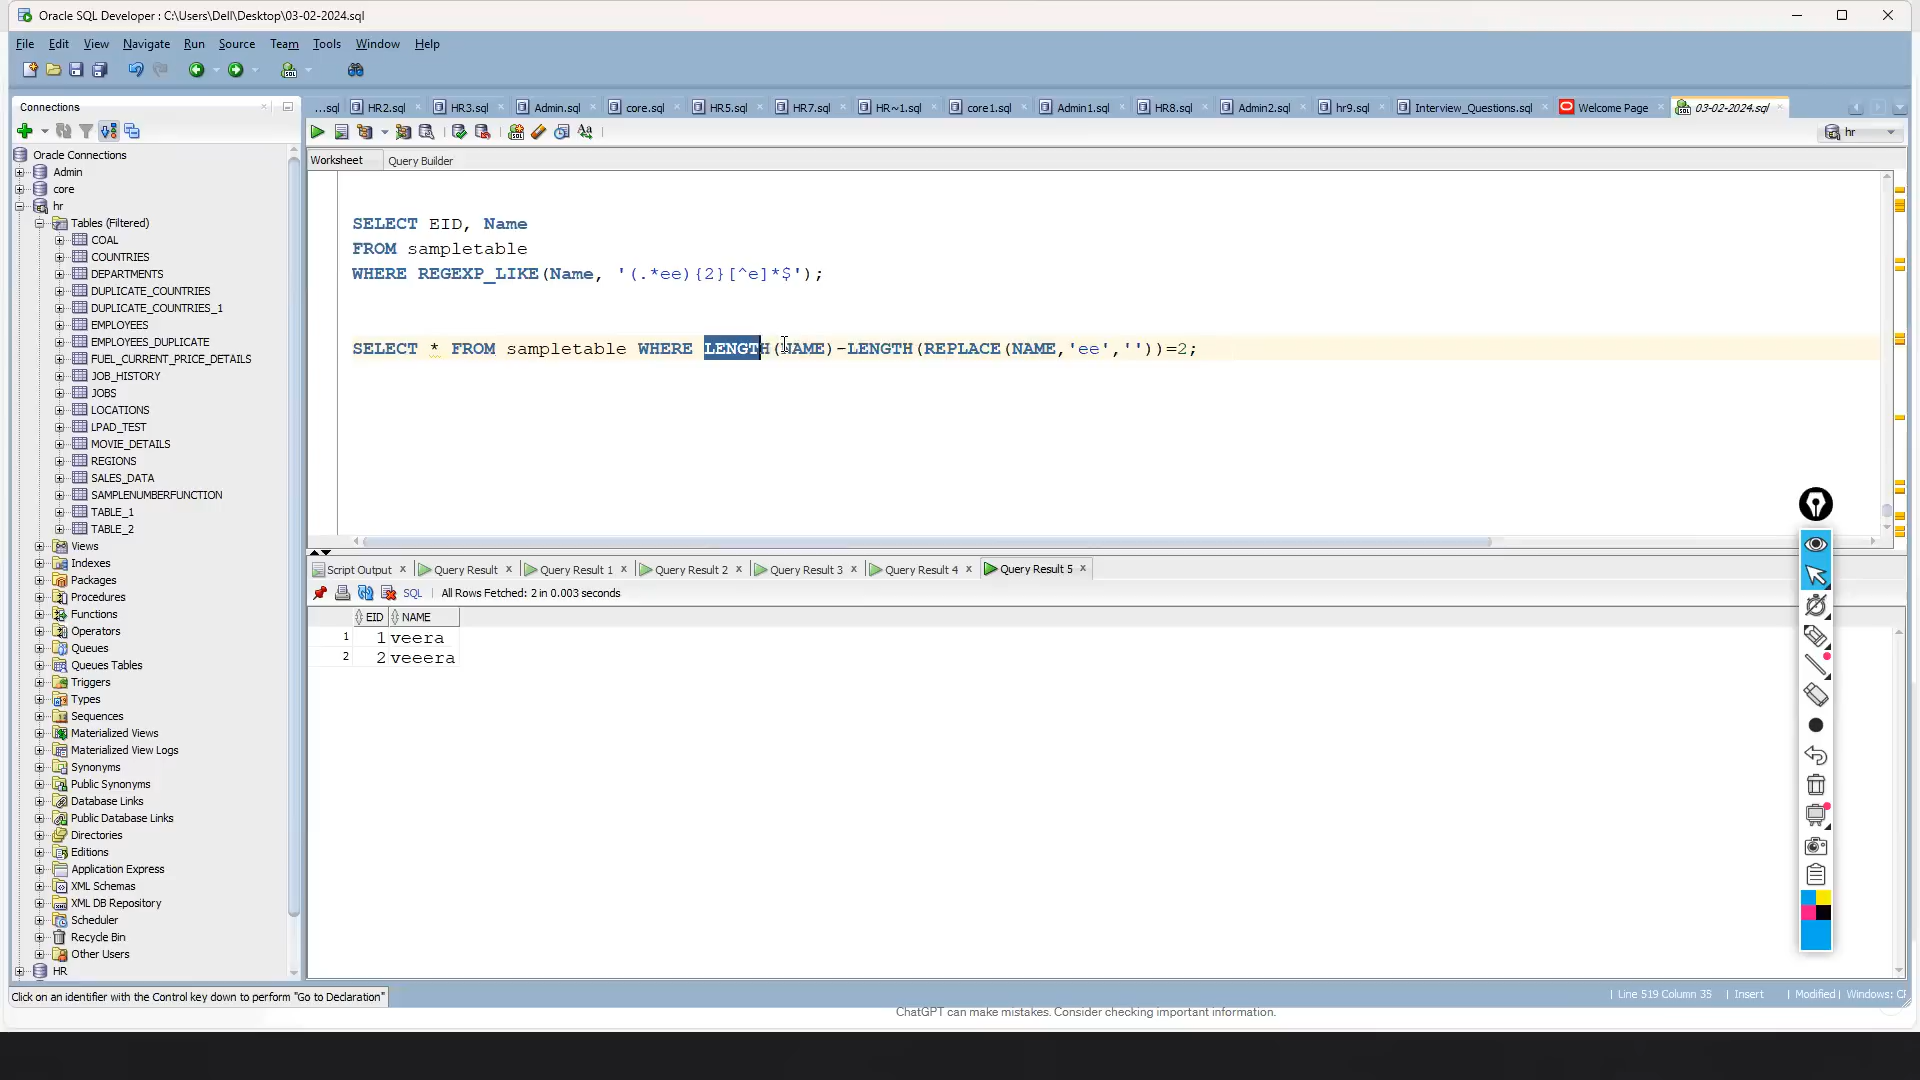 Oracle SQL Developer : C:\Users\Dell\Desktop\03-02-2024.sql
File Edit View Navigate Run Source Team Tools Window Help
Connections
...sql HR2.sql HR3.sql Admin.sql core.sql HR5.sql HR7.sql HR~1.sql core1.sql Admin1.sql HR8.sql Admin2.sql hr9.sql Interview_Questions.sql Welcome Page 03-02-2024.sql
hr
Worksheet Query Builder
Oracle Connections
Admin
core
hr
Tables (Filtered)
COAL
COUNTRIES
DEPARTMENTS
DUPLICATE_COUNTRIES
DUPLICATE_COUNTRIES_1
EMPLOYEES
EMPLOYEES_DUPLICATE
FUEL_CURRENT_PRICE_DETAILS
JOB_HISTORY
JOBS
LOCATIONS
LPAD_TEST
MOVIE_DETAILS
REGIONS
SALES_DATA
SAMPLENUMBERFUNCTION
TABLE_1
TABLE_2
Views
Indexes
Packages
Procedures
Functions
Operators
Queues
Queues Tables
Triggers
Types
Sequences
Materialized Views
Materialized View Logs
Synonyms
Public Synonyms
Database Links
Public Database Links
Directories
Editions
Application Express
XML Schemas
XML DB Repository
Scheduler
Recycle Bin
Other Users
HR
SELECT EID, Name
FROM sampletable
WHERE REGEXP_LIKE(Name, '(.*ee){2}[^e]*$');
SELECT * FROM sampletable WHERE LENGTH(NAME)-LENGTH(REPLACE(NAME,'ee',''))=2;
Script Output Query Result Query Result 1 Query Result 2 Query Result 3 Query Result 4 Query Result 5
SQL All Rows Fetched: 2 in 0.003 seconds
EID NAME
1 1 veera
2 2 veeera
Click on an identifier with the Control key down to perform "Go to Declaration"
Line 519 Column 35 Insert Modified Windows: CF
ChatGPT can make mistakes. Consider checking important information.